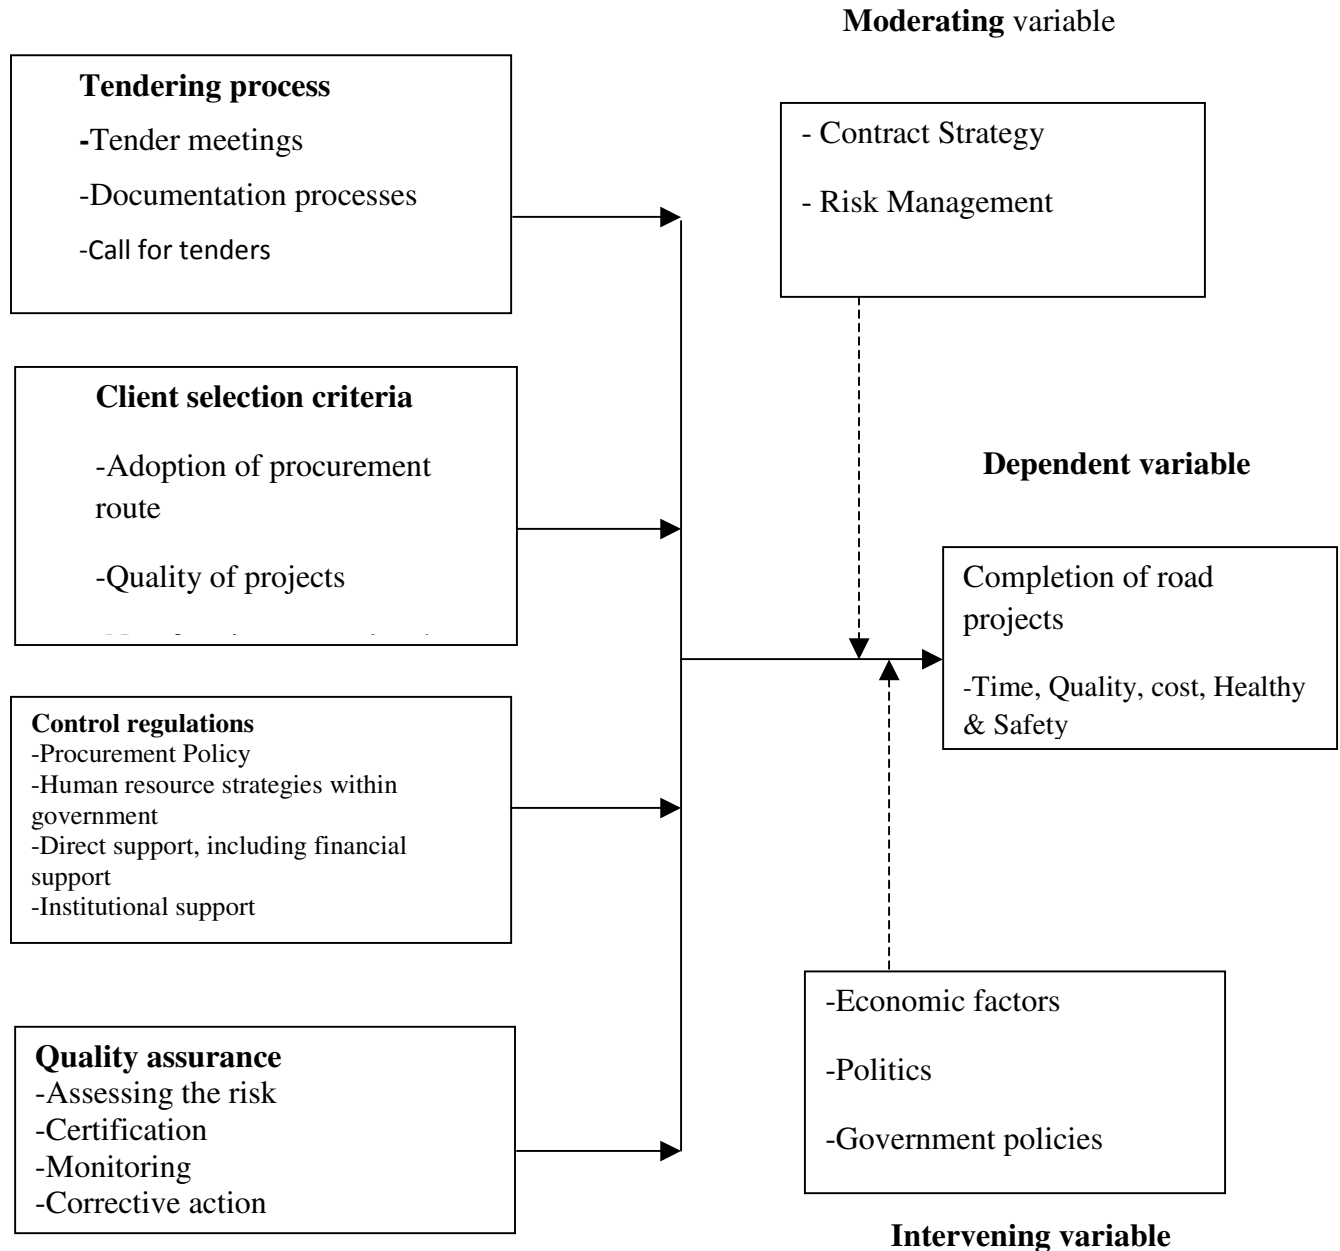 Moderating variable
Tendering process
-Tender meetings
-Documentation processes
-Call for tenders
- Contract Strategy
- Risk Management
Client selection criteria
-Adoption of procurement
route
-Quality of projects
Dependent variable
Completion of road
projects
-Time, Quality, cost, Healthy
& Safety
Control regulations
-Procurement Policy
-Human resource strategies within
government
-Direct support, including financial
support
-Institutional support
Quality assurance
-Assessing the risk
-Certification
-Monitoring
-Corrective action
-Economic factors
-Politics
-Government policies
Intervening variable